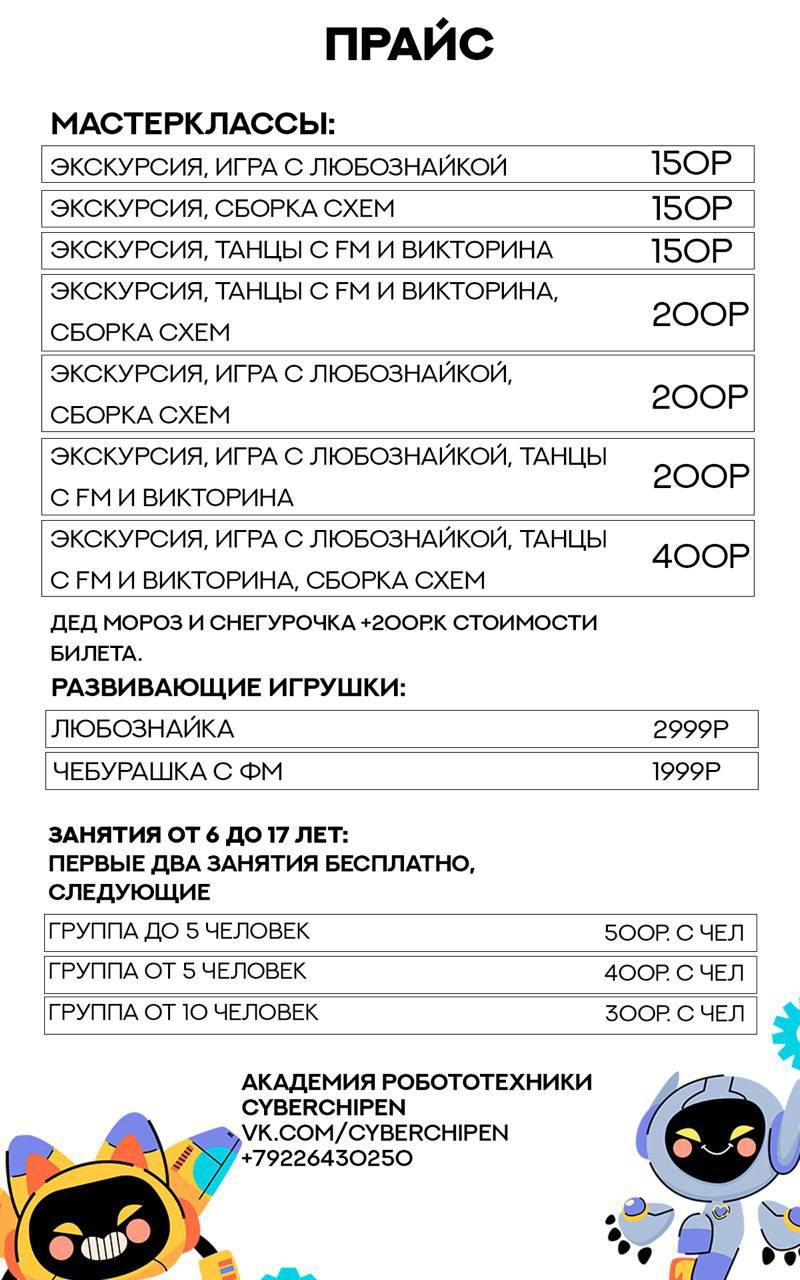 ПРАЙС
МАСТЕРКЛАССЫ:
ЭКСКУРСИЯ, ИГРА С ЛЮБОЗНАЙКОЙ 150Р
ЭКСКУРСИЯ, СБОРКА СХЕМ 150Р
ЭКСКУРСИЯ, ТАНЦЫ С FM И ВИКТОРИНА 150Р
ЭКСКУРСИЯ, ТАНЦЫ С FM И ВИКТОРИНА,
СБОРКА СХЕМ
200Р
ЭКСКУРСИЯ, ИГРА С ЛЮБОЗНАЙКОЙ,
СБОРКА СХЕМ
200Р
ЭКСКУРСИЯ, ИГРА С ЛЮБОЗНАЙКОЙ, ТАНЦЫ
С FM И ВИКТОРИНА
200Р
ЭКСКУРСИЯ, ИГРА С ЛЮБОЗНАЙКОЙ, ТАНЦЫ
С FM И ВИКТОРИНА, СБОРКА СХЕМ
400Р
ДЕД МОРОЗ И СНЕГУРОЧКА +200Р.К СТОИМОСТИ
БИЛЕТА.
РАЗВИВАЮЩИЕ ИГРУШКИ:
ЛЮБОЗНАЙКА 2999Р
ЧЕБУРАШКА С ФМ 1999Р
ЗАНЯТИЯ ОТ 6 ДО 17 ЛЕТ:
ПЕРВЫЕ ДВА ЗАНЯТИЯ БЕСПЛАТНО,
СЛЕДУЮЩИЕ
ГРУППА ДО 5 ЧЕЛОВЕК 500Р. С ЧЕЛ
ГРУППА ОТ 5 ЧЕЛОВЕК 400Р. С ЧЕЛ
ГРУППА ОТ 10 ЧЕЛОВЕК 300Р. С ЧЕЛ
АКАДЕМИЯ РОБОТОТЕХНИКИ
CYBERCHIPEN
VK.COM/CYBERCHIPEN
+79226430250